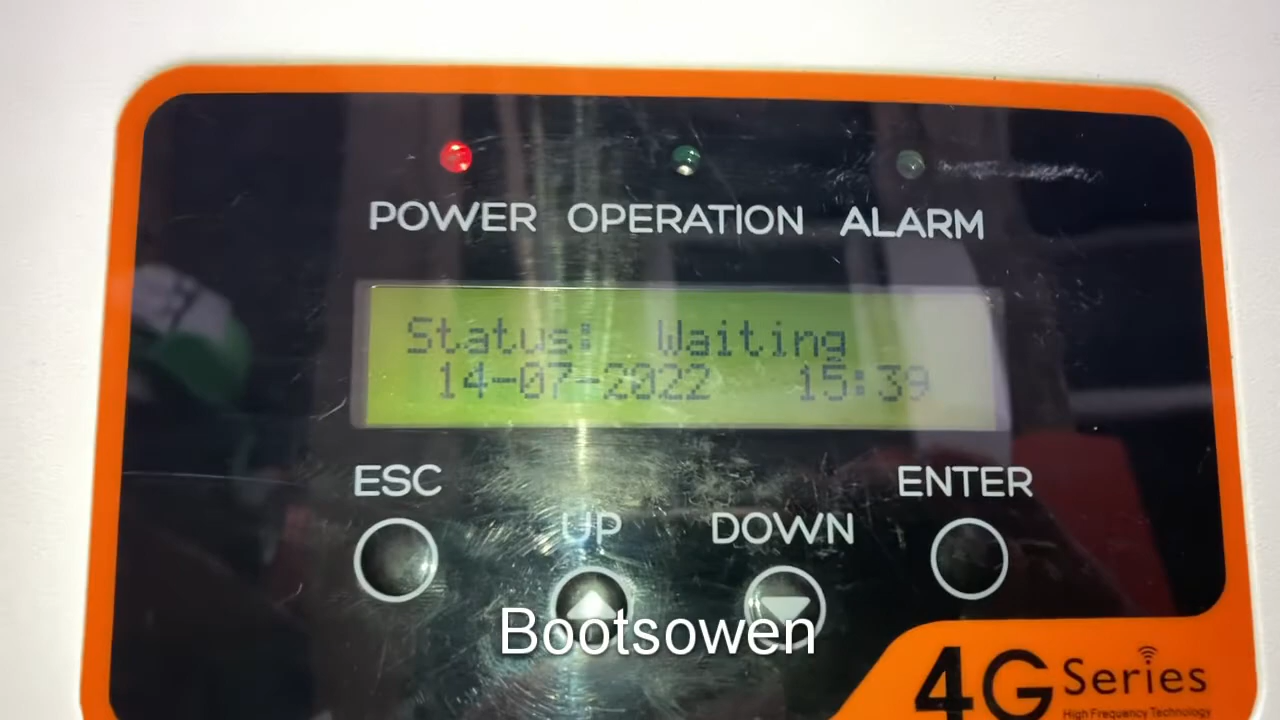 POWER OPERATION ALARM
Status: Waiting
14-07-2022 15:39
ESC
ENTER
UP
DOWN
Bootsowen
4G Series
High Frequency Technology